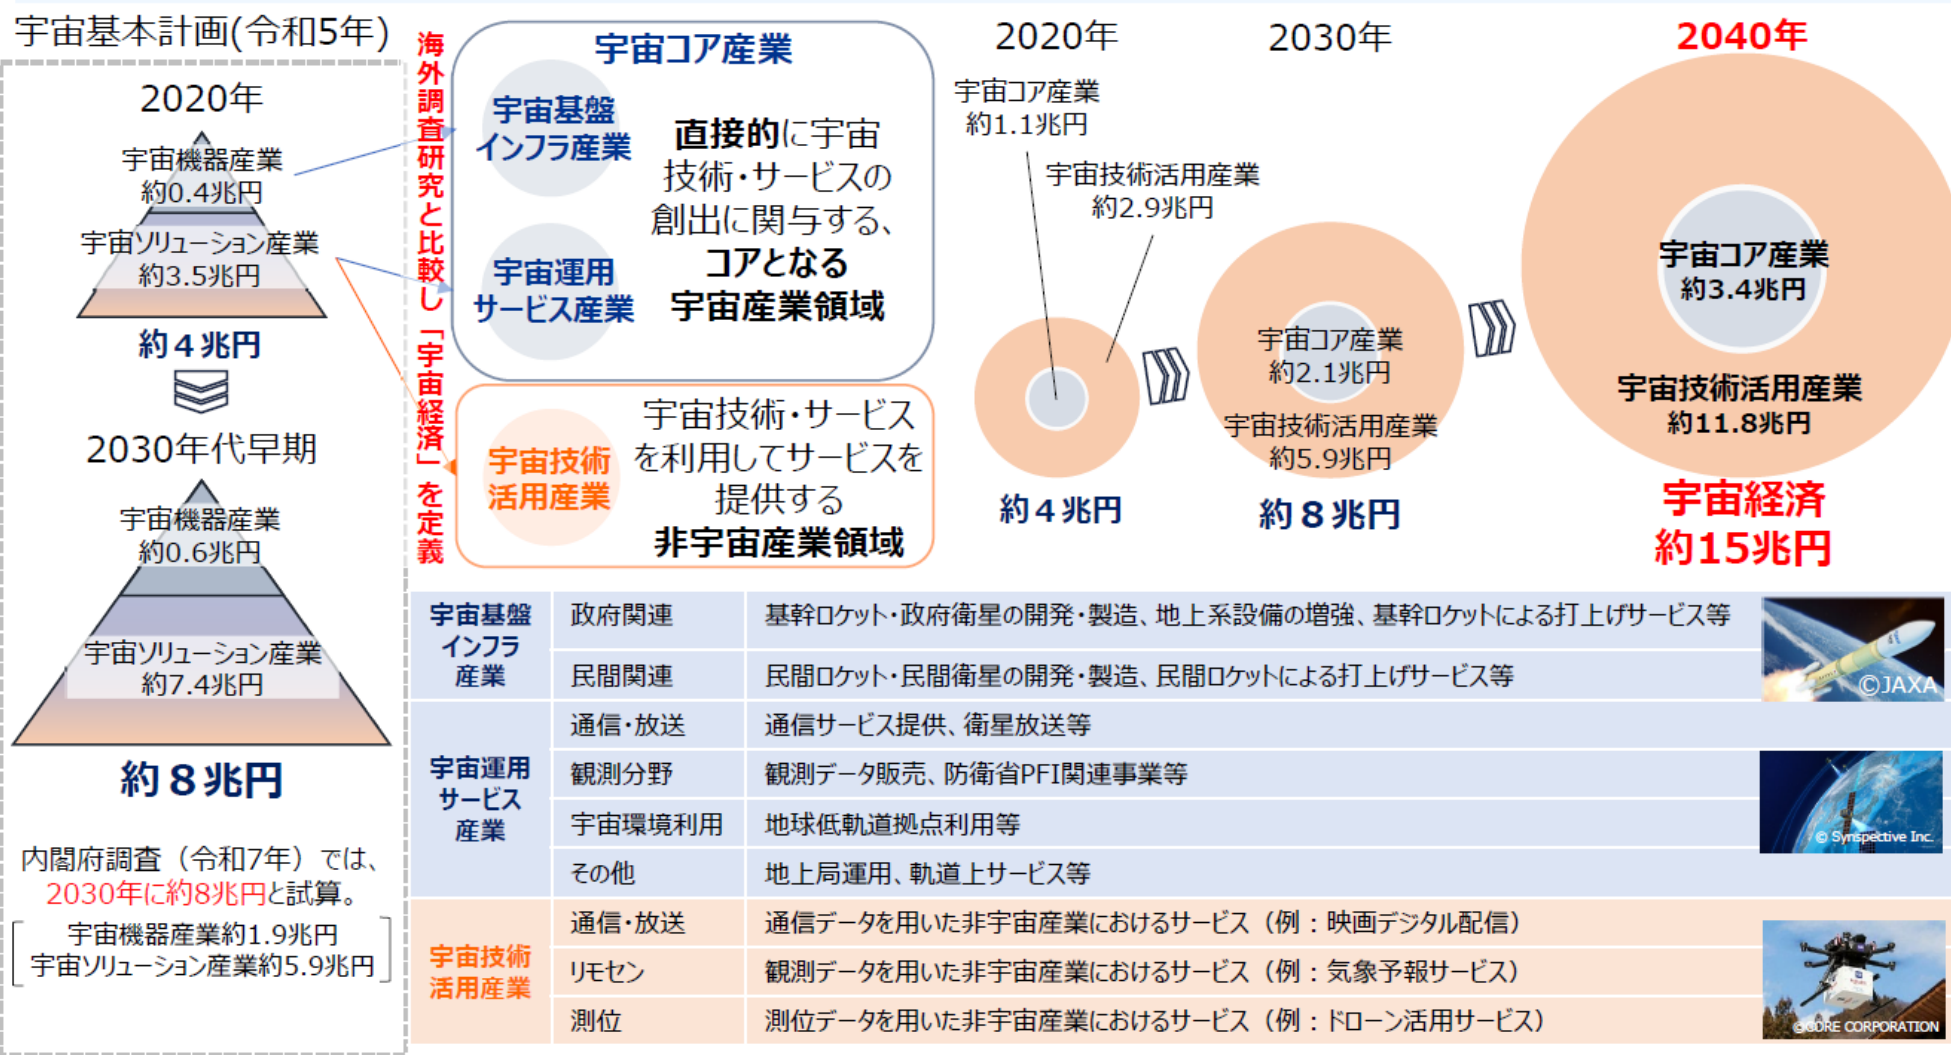 宇宙基本計画(令和5年)
2020年
宇宙機器産業
約0.4兆円
宇宙ソリューション産業
約3.5兆円
約４兆円
2030年代早期
宇宙機器産業
約0.6兆円
宇宙ソリューション産業
約7.4兆円
約８兆円
内閣府調査（令和7年）では、
2030年に約8兆円と試算。
宇宙機器産業約1.9兆円
宇宙ソリューション産業約5.9兆円
海外調査研究と比較し「宇宙経済」を定義
宇宙コア産業
宇宙基盤
インフラ産業
宇宙運用
サービス産業
直接的に宇宙
技術・サービスの
創出に関与する、
コアとなる
宇宙産業領域
宇宙技術
活用産業
宇宙技術・サービス
を利用してサービスを
提供する
非宇宙産業領域
2020年
宇宙コア産業
約1.1兆円
宇宙技術活用産業
約2.9兆円
約４兆円
2030年
宇宙コア産業
約2.1兆円
宇宙技術活用産業
約5.9兆円
約８兆円
2040年
宇宙コア産業
約3.4兆円
宇宙技術活用産業
約11.8兆円
宇宙経済
約15兆円
宇宙基盤
インフラ
産業
政府関連
基幹ロケット・政府衛星の開発・製造、地上系設備の増強、基幹ロケットによる打上げサービス等
民間関連
民間ロケット・民間衛星の開発・製造、民間ロケットによる打上げサービス等
©JAXA
宇宙運用
サービス
産業
通信・放送
通信サービス提供、衛星放送等
観測分野
観測データ販売、防衛省PFI関連事業等
宇宙環境利用
地球低軌道拠点利用等
その他
地上局運用、軌道上サービス等
© Synspective Inc.
宇宙技術
活用産業
通信・放送
通信データを用いた非宇宙産業におけるサービス（例：映画デジタル配信）
リモセン
観測データを用いた非宇宙産業におけるサービス（例：気象予報サービス）
測位
測位データを用いた非宇宙産業におけるサービス（例：ドローン活用サービス）
©CORE CORPORATION